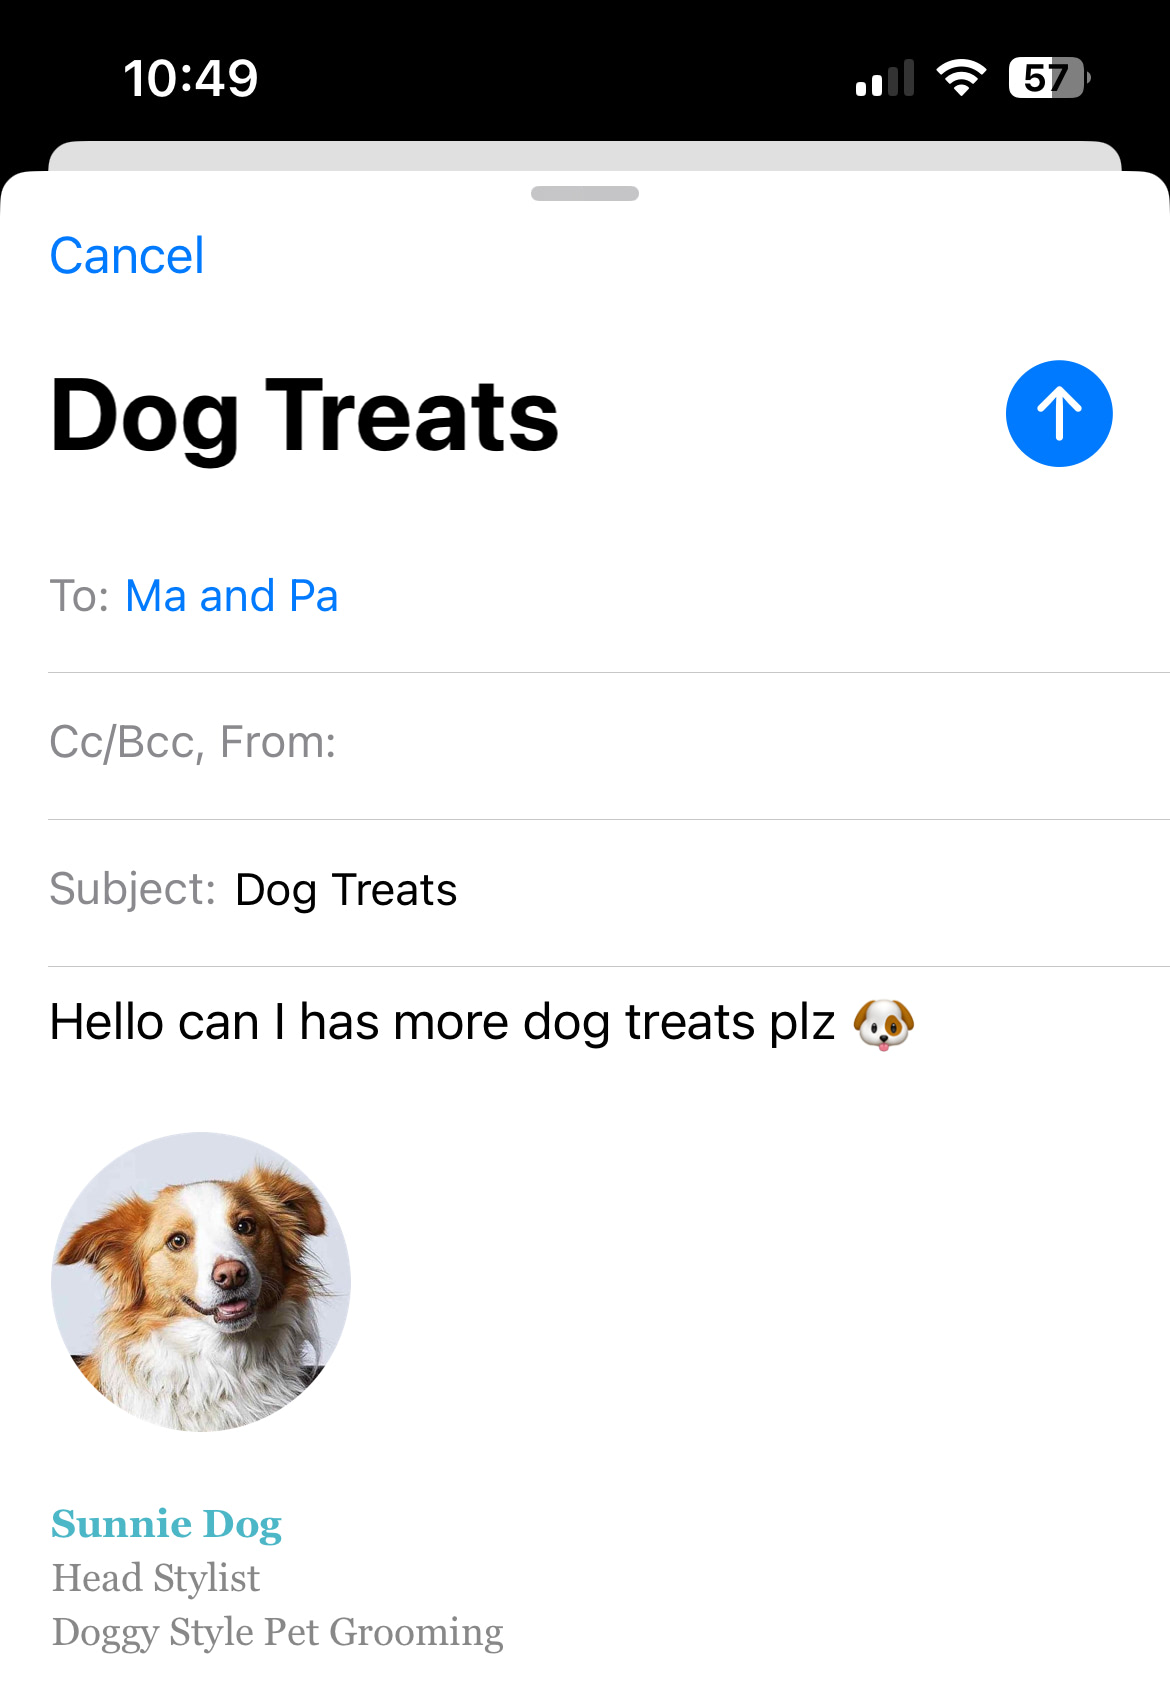 10:49
57
Cancel
Dog Treats
To: Ma and Pa
Cc/Bcc, From:
Subject: Dog Treats
Hello can I has more dog treats plz 🐶
Sunnie Dog
Head Stylist
Doggy Style Pet Grooming